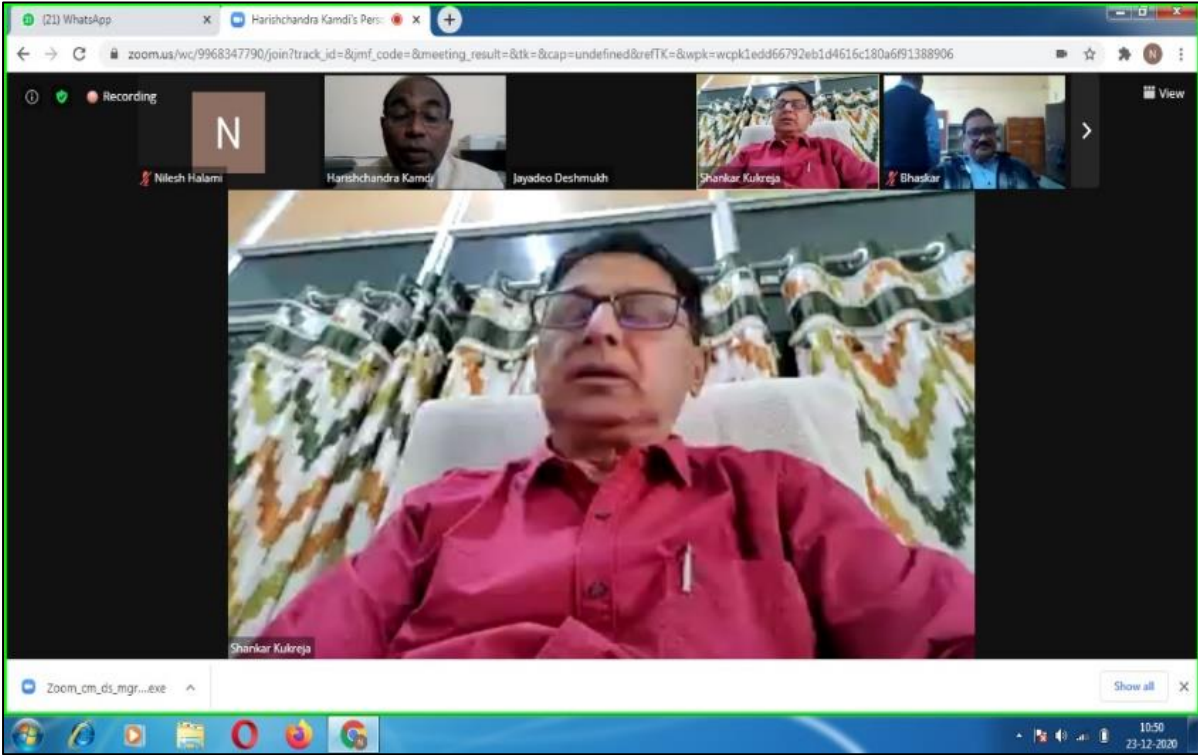 (21) WhatsApp
Harishchandra Kamdi's Pers
zoom.us/wc/9968347790/join?track_id=&jmf_code=&meeting_result=&tk=&cap=undefined&refTK=&wpk=wcpk1edd66792eb1d4616c180a6f91388906
N
Recording
View
N
Nilesh Halami
Harishchandra Kamdi
Jayadeo Deshmukh
Shankar Kukreja
Bhaskar
Shankar Kukreja
Zoom_cm_ds_mgr....exe
Show all
10:50
23-12-2020